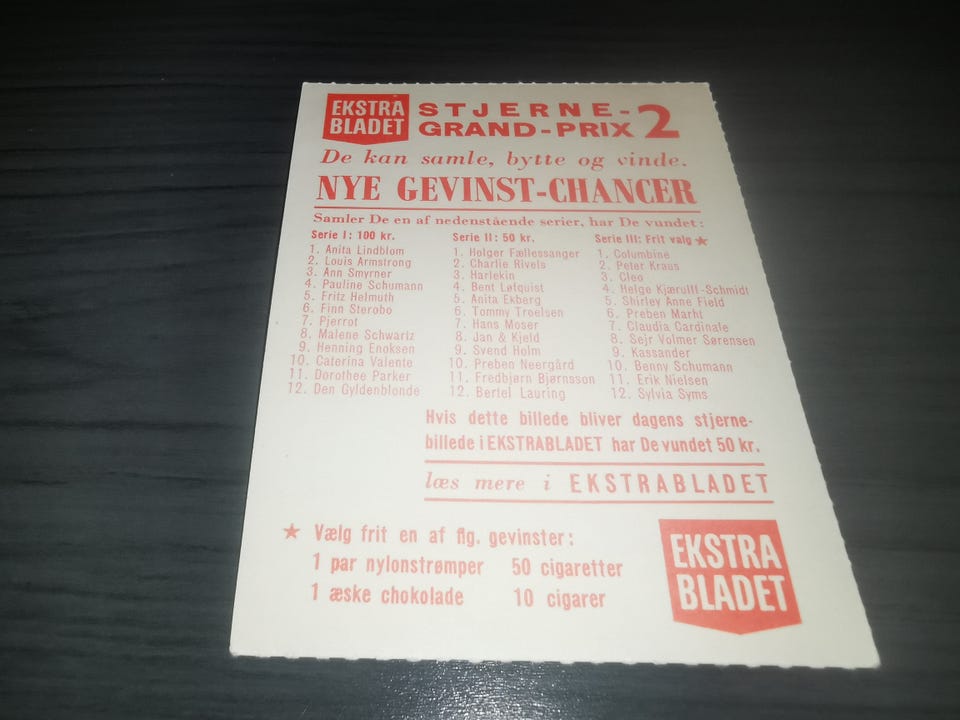 EKSTRA
BLADET
STJERNE-
GRAND-PRIX 2
De kan samle, bytte og vinde.
NYE GEVINST-CHANCER
Samler De en af nedenstående serier, har De vundet:
Serie I: 100 kr.
1. Anita Lindblom
2. Louis Armstrong
3. Ann Smyrner
4. Pauline Schumann
5. Fritz Helmuth
6. Finn Storobo
7. Pjerrot
8. Malene Schwartz
9. Henning Enoksen
10. Caterina Valente
11. Dorothee Parker
12. Den Gyldenblonde
Serie II: 50 kr.
1. Holger Fællessanger
2. Charlie Rivels
3. Harlekin
4. Bent Løfquist
5. Anita Ekberg
6. Tommy Troelsen
7. Hans Moser
8. Jan & Kjeld
9. Svend Holm
10. Preben Neergård
11. Fredbjørn Bjørnsson
12. Bertel Lauring
Serie III: Frit valg ★
1. Columbine
2. Peter Kraus
3. Cleo
4. Helge Kjærulff-Schmidt
5. Shirley Anne Field
6. Preben Marht
7. Claudia Cardinale
8. Sejr Volmer Sørensen
9. Kassander
10. Benny Schumann
11. Erik Nielsen
12. Sylvia Syms
Hvis dette billede bliver dagens stjerne-
billede i EKSTRABLADET har De vundet 50 kr.
læs mere i EKSTRABLADET
★ Vælg frit en af flg. gevinster:
1 par nylonstrømper 50 cigaretter
1 æske chokolade 10 cigarer
EKSTRA
BLADET